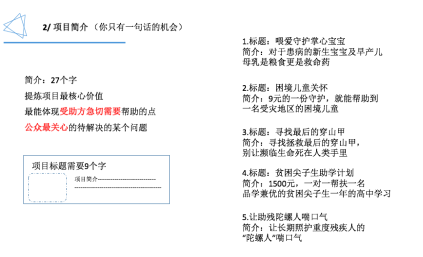 2/ 项目简介（你只有一句话的机会）
简介：27个字
提炼项目最核心价值
最能体现受助方急切需要帮助的点
公众最关心的待解决的某个问题
项目标题需要9个字
项目简介------------------------------
------------------------------------------
1.标题：喂爱守护掌心宝宝
简介：对于患病的新生宝宝及早产儿
母乳是粮食更是救命药
2.标题：困境儿童关怀
简介：9元的一份守护，就能帮助到
一名受灾地区的困境儿童
3.标题：寻找最后的穿山甲
简介：寻找拯救最后的穿山甲，
别让濒临生命死在人类手里
4.标题：贫困尖子生助学计划
简介：1500元，一对一帮扶一名
品学兼优的贫困尖子生一年的高中学习
5.让助残陀螺人喘口气
简介：让长期照护重度残疾人的
“陀螺人”喘口气